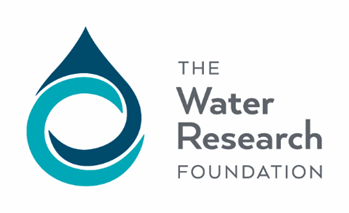 THE
Water
Research
FOUNDATION